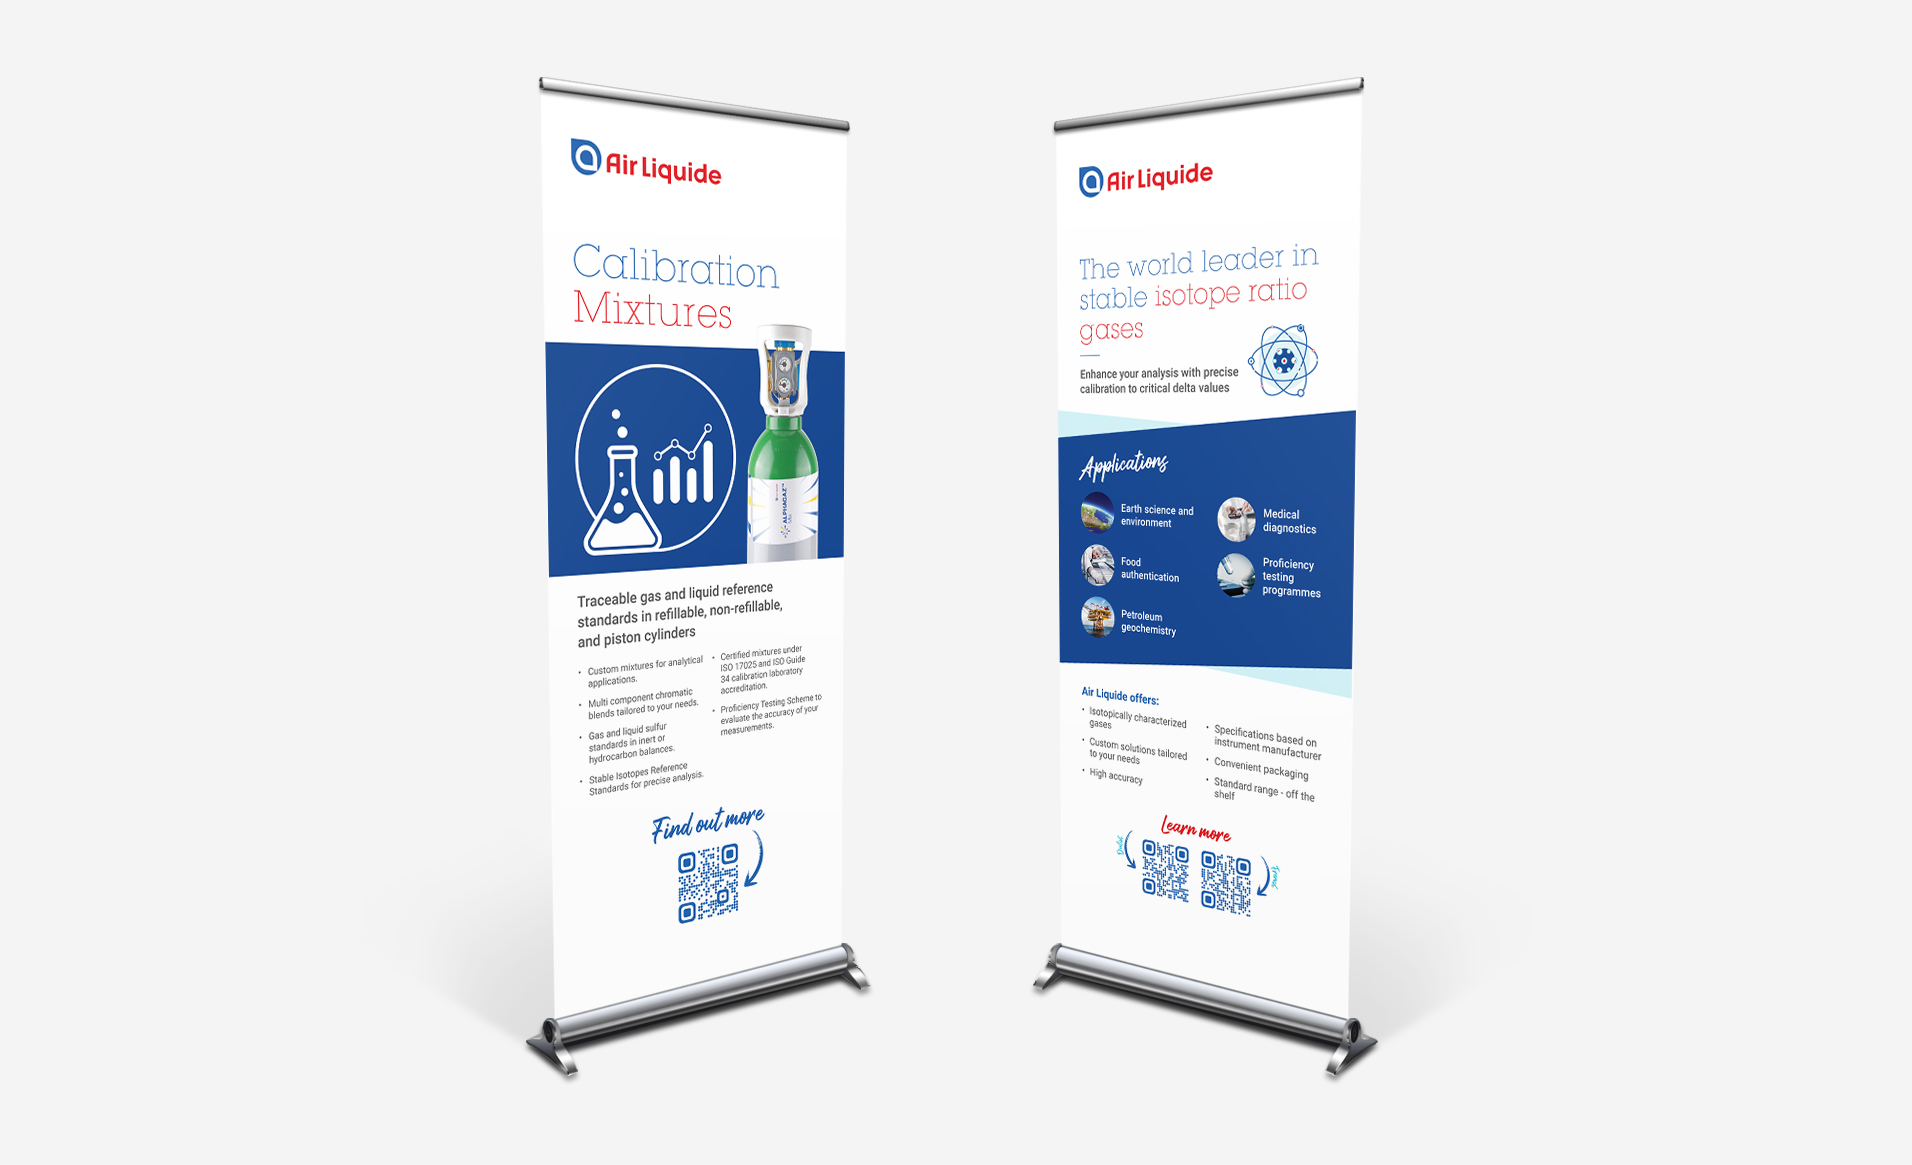 Air Liquide
Calibration
Mixtures
ALPHAGAZ™
Mix
Traceable gas and liquid reference
standards in refillable, non-refillable,
and piston cylinders
• Custom mixtures for analytical
applications.
• Multi component chromatic
blends tailored to your needs.
• Gas and liquid sulfur
standards in inert or
hydrocarbon balances.
• Stable Isotopes Reference
Standards for precise analysis.
• Certified mixtures under
ISO 17025 and ISO Guide
34 calibration laboratory
accreditation.
• Proficiency Testing Scheme to
evaluate the accuracy of your
measurements.
Find out more
Air Liquide
The world leader in
stable isotope ratio
gases
Enhance your analysis with precise
calibration to critical delta values
Applications
Earth science and
environment
Food
authentication
Petroleum
geochemistry
Medical
diagnostics
Proficiency
testing
programmes
Air Liquide offers:
• Isotopically characterized
gases
• Custom solutions tailored
to your needs
• High accuracy
• Specifications based on
instrument manufacturer
• Convenient packaging
• Standard range - off the
shelf
Learn more